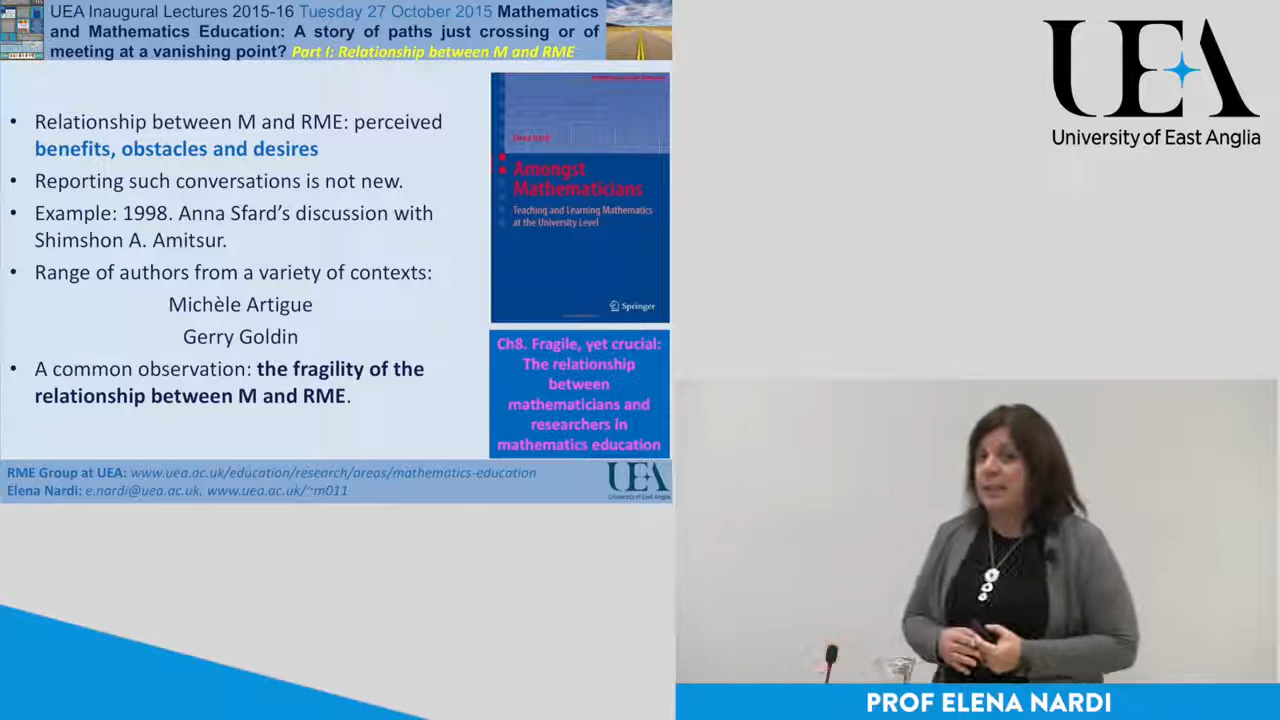 UEA Inaugural Lectures 2015-16 Tuesday 27 October 2015 Mathematics
and Mathematics Education: A story of paths just crossing or of
meeting at a vanishing point? Part I: Relationship between M and RME
• Relationship between M and RME: perceived
benefits, obstacles and desires
• Reporting such conversations is not new.
• Example: 1998. Anna Sfard's discussion with
Shimshon A. Amitsur.
• Range of authors from a variety of contexts:
Michèle Artigue
Gerry Goldin
• A common observation: the fragility of the
relationship between M and RME.
Elena Nardi
Amongst
Mathematicians
Teaching and Learning Mathematics
at the University Level
Springer
Ch8. Fragile, yet crucial:
The relationship
between
mathematicians and
researchers in
mathematics education
RME Group at UEA: www.uea.ac.uk/education/research/areas/mathematics-education
Elena Nardi: e.nardi@uea.ac.uk, www.uea.ac.uk/~m011
UEA
University of East Anglia
UEA
University of East Anglia
PROF ELENA NARDI